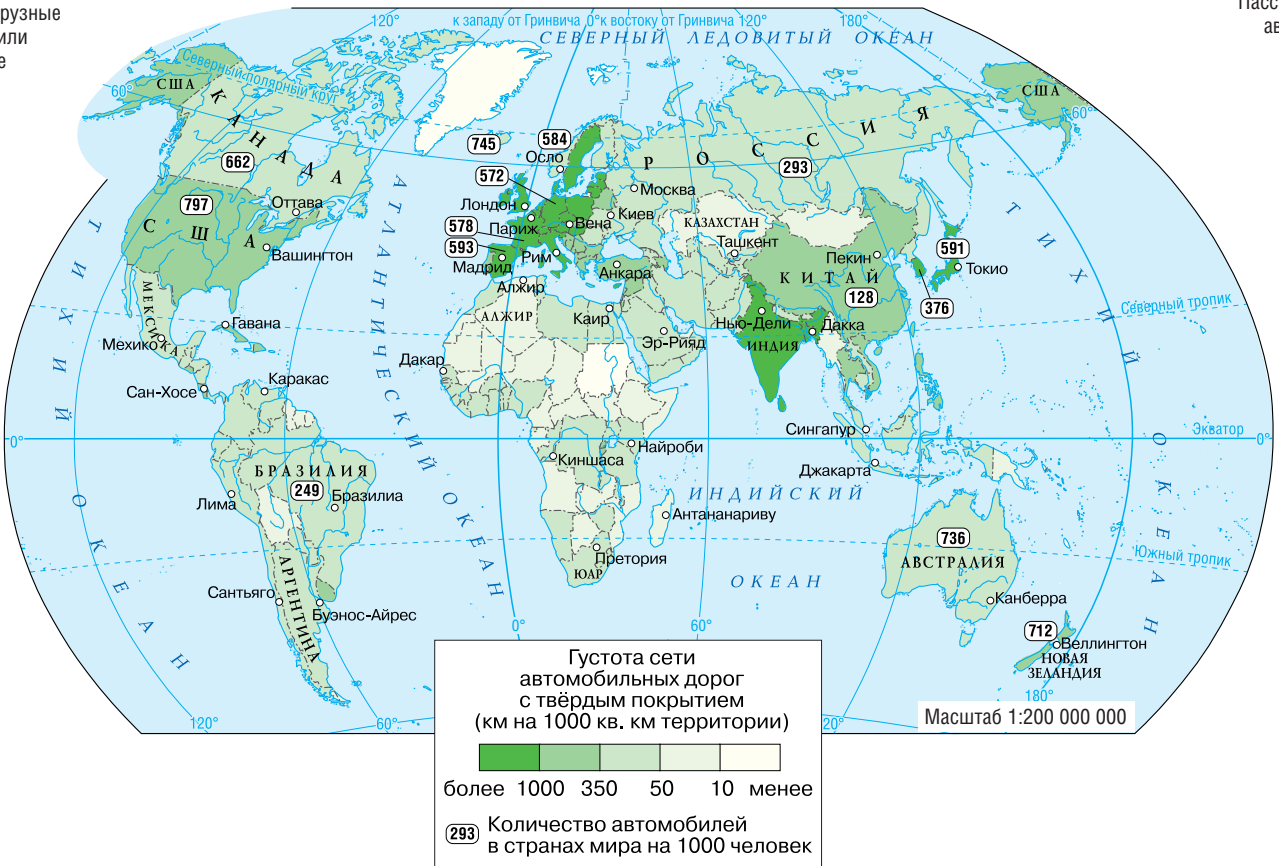 рузные
или
е
Пасс
ав
к западу от Гринвича 0° к востоку от Гринвича
120°
120°
180°
СЕВЕРНЫЙ ЛЕДОВИТЫЙ ОКЕАН
Северный полярный круг
60°
60°
США
США
КАНАДА
662
745
584
Осло
572
РОССИЯ
293
Москва
797
США
Оттава
Вашингтон
Лондон
Париж
Вена
Киев
КАЗАХСТАН
Ташкент
578
593
Мадрид
Рим
Анкара
Пекин
КИТАЙ
128
591
Токио
376
Алжир
АЛЖИР
Каир
Эр-Рияд
Нью-Дели
ИНДИЯ
Дакка
Северный тропик
МЕКСИКА
Мехико
Гавана
Сан-Хосе
Каракас
Дакар
АТЛАНТИЧЕСКИЙ ОКЕАН
ТИХИЙ ОКЕАН
ТИХИЙ ОКЕАН
0°
Экватор
0°
Сингапур
Джакарта
Найроби
Киншаса
БРАЗИЛИЯ
249
Бразилиа
Лима
ИНДИЙСКИЙ
ОКЕАН
Антананариву
Претория
ЮАР
736
АВСТРАЛИЯ
Южный тропик
Канберра
АРГЕНТИНА
Сантьяго
Буэнос-Айрес
712
Веллингтон
НОВАЯ
ЗЕЛАНДИЯ
120°
60°
0°
60°
20°
180°
Масштаб 1:200 000 000
Густота сети
автомобильных дорог
с твёрдым покрытием
(км на 1000 кв. км территории)
более 1000 350 50 10 менее
293 Количество автомобилей
в странах мира на 1000 человек